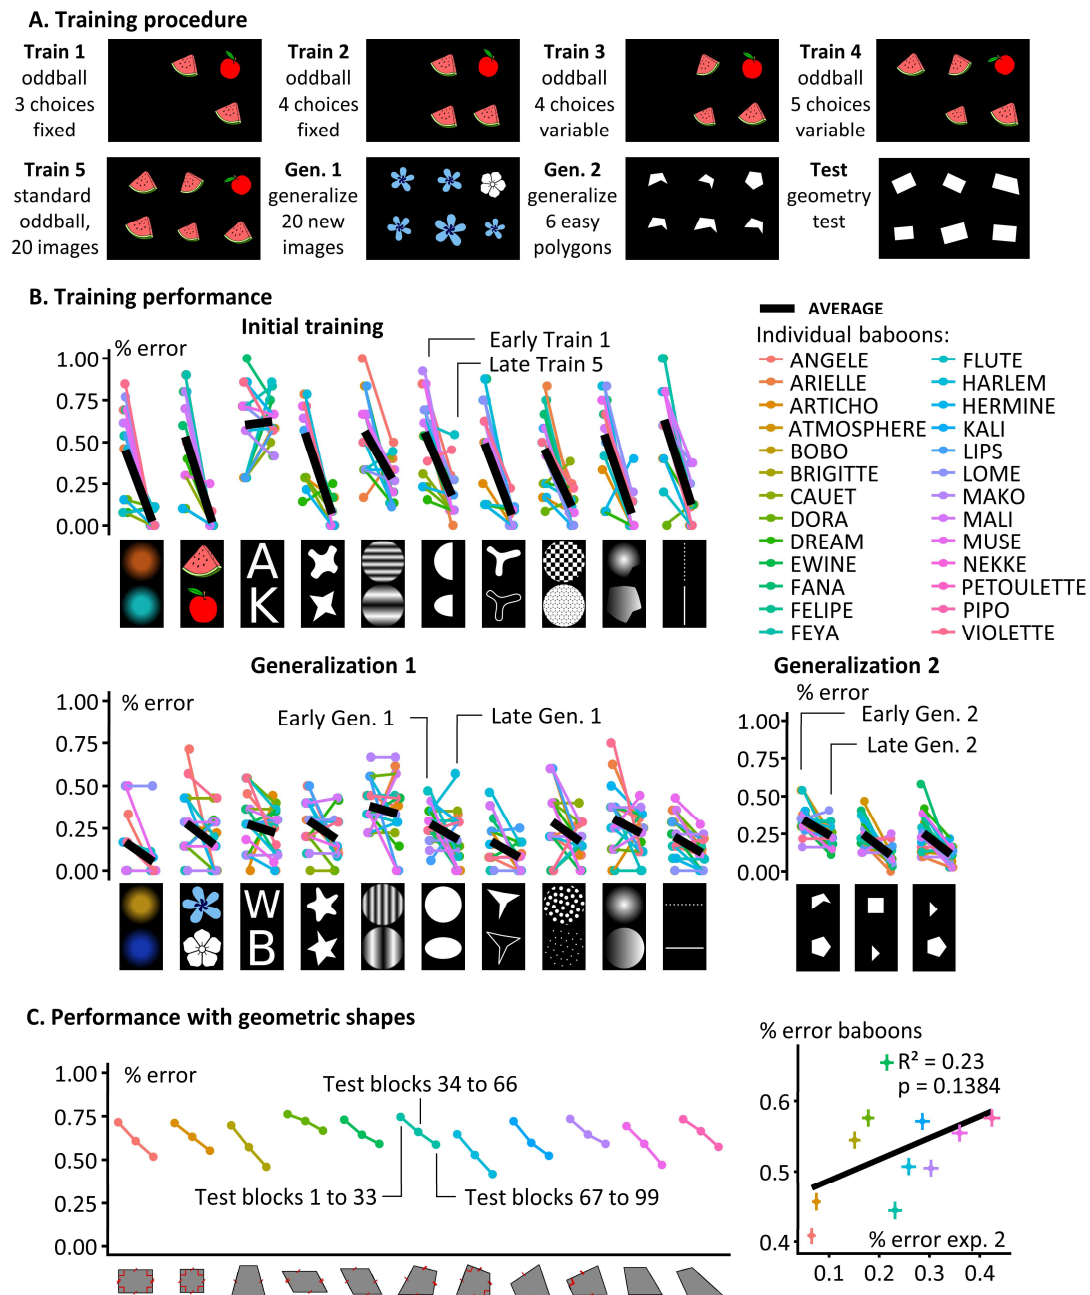 A. Training procedure
Train 1
oddball
3 choices
fixed
Train 2
oddball
4 choices
fixed
Train 3
oddball
4 choices
variable
Train 4
oddball
5 choices
variable
Train 5
standard
oddball,
20 images
Gen. 1
generalize
20 new
images
Gen. 2
generalize
6 easy
polygons
Test
geometry
test
B. Training performance
Initial training
% error
Early Train 1
Late Train 5
1.00
0.75
0.50
0.25
0.00
A
K
AVERAGE
Individual baboons:
ANGELE
ARIELLE
ARTICHO
ATMOSPHERE
BOBO
BRIGITTE
CAUET
DORA
DREAM
EWINE
FANA
FELIPE
FEYA
FLUTE
HARLEM
HERMINE
KALI
LIPS
LOME
MAKO
MALI
MUSE
NEKKE
PETOULETTE
PIPO
VIOLETTE
Generalization 1
% error
Early Gen. 1
Late Gen. 1
1.00
0.75
0.50
0.25
0.00
W
B
Generalization 2
% error
Early Gen. 2
Late Gen. 2
1.00
0.75
0.50
0.25
0.00
C. Performance with geometric shapes
% error
Test blocks 34 to 66
Test blocks 1 to 33
Test blocks 67 to 99
1.00
0.75
0.50
0.25
0.00
% error baboons
R² = 0.23
p = 0.1384
0.6
0.5
0.4
% error exp. 2
0.1 0.2 0.3 0.4